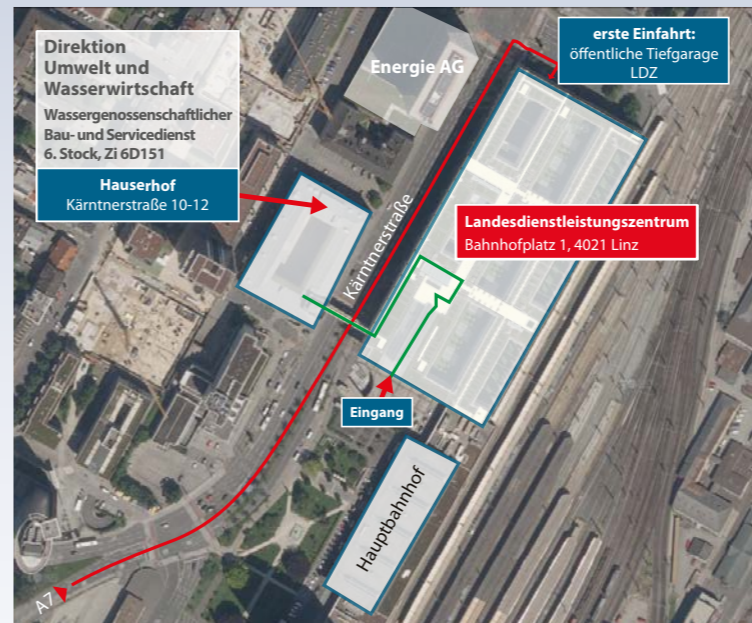 Direktion
Umwelt und
Wasserwirtschaft
Wassergenossenschaftlicher
Bau- und Servicedienst
6. Stock, Zi 6D151
Hauserhof
Kärntnerstraße 10-12
Energie AG
erste Einfahrt:
öffentliche Tiefgarage
LDZ
Kärntnerstraße
Landesdienstleistungszentrum
Bahnhofplatz 1, 4021 Linz
Eingang
Hauptbahnhof
A7